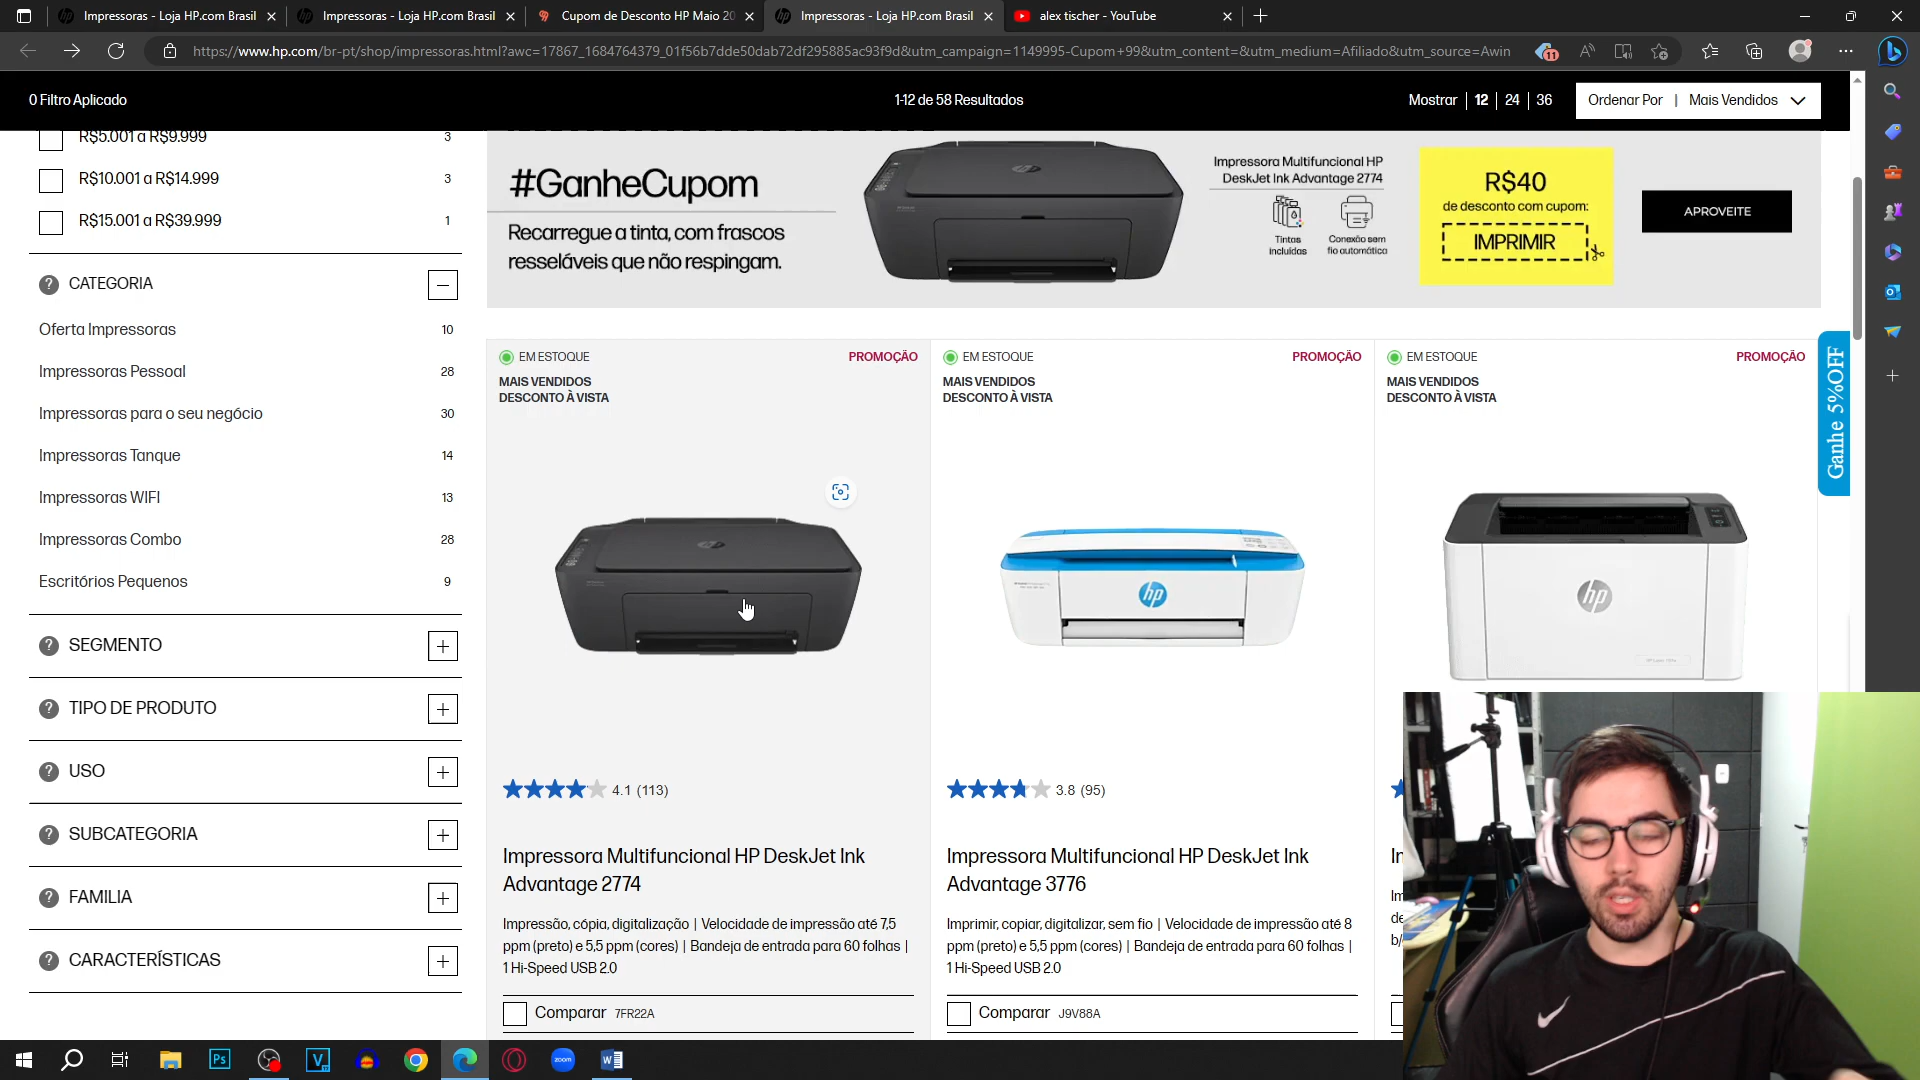 Impressoras - Loja HP.com Brasil
Impressoras - Loja HP.com Brasil
Cupom de Desconto HP Maio 20
Impressoras - Loja HP.com Brasil
alex tischer - YouTube
https://www.hp.com/br-pt/shop/impressoras.html?awc=17867_1684764379_01f56b7dde50dab72df295885ac93f9d&utm_campaign=1149995-Cupom+99&utm_content=&utm_medium=Afiliado&utm_source=Awin
11
0 Filtro Aplicado
1-12 de 58 Resultados
Mostrar | 12 | 24 | 36
Ordenar Por | Mais Vendidos
R$5.001 a R$9.999 3
R$10.001 a R$14.999 3
R$15.001 a R$39.999 1
CATEGORIA
Oferta Impressoras 10
Impressoras Pessoal 28
Impressoras para o seu negócio 30
Impressoras Tanque 14
Impressoras WIFI 13
Impressoras Combo 28
Escritórios Pequenos 9
SEGMENTO
TIPO DE PRODUTO
USO
SUBCATEGORIA
FAMILIA
CARACTERÍSTICAS
#GanheCupom
Recarregue a tinta, com frascos
resseláveis que não respingam.
Impressora Multifuncional HP
DeskJet Ink Advantage 2774
Tintas
incluídas
Conexão sem
fio automática
R$40
de desconto com cupom:
IMPRIMIR
APROVEITE
Ganhe 5%OFF
EM ESTOQUE
PROMOÇÃO
MAIS VENDIDOS
DESCONTO À VISTA
4.1 (113)
Impressora Multifuncional HP DeskJet Ink
Advantage 2774
Impressão, cópia, digitalização | Velocidade de impressão até 7,5
ppm (preto) e 5,5 ppm (cores) | Bandeja de entrada para 60 folhas |
1 Hi-Speed USB 2.0
Comparar 7FR22A
EM ESTOQUE
PROMOÇÃO
MAIS VENDIDOS
DESCONTO À VISTA
hp
3.8 (95)
Impressora Multifuncional HP DeskJet Ink
Advantage 3776
Imprimir, copiar, digitalizar, sem fio | Velocidade de impressão até 8
ppm (preto) e 5,5 ppm (cores) | Bandeja de entrada para 60 folhas |
1 Hi-Speed USB 2.0
Comparar J9V88A
EM ESTOQUE
PROMOÇÃO
MAIS VENDIDOS
DESCONTO À VISTA
hp
Ps
V
zoom
W